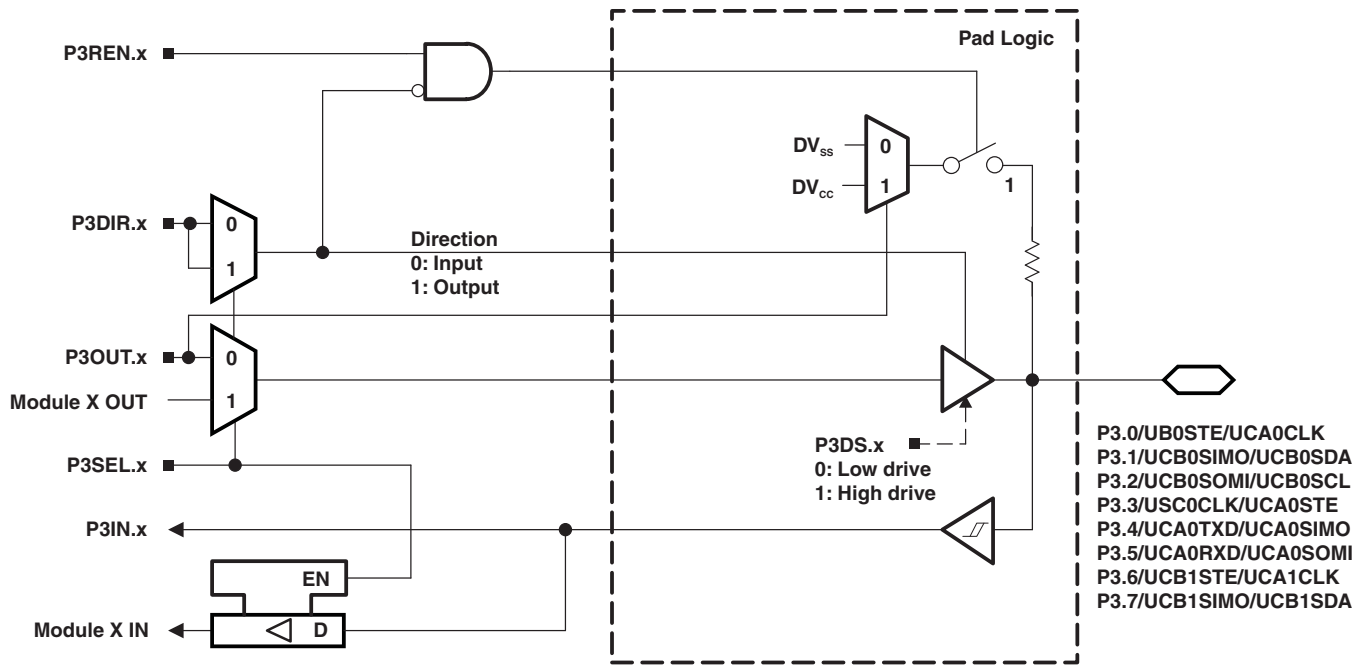 Pad Logic
P3REN.x
DVSS
0
DVCC
1
1
P3DIR.x
0
1
Direction
0: Input
1: Output
P3OUT.x
0
Module X OUT
1
P3DS.x
0: Low drive
1: High drive
P3SEL.x
P3IN.x
EN
Module X IN
D
P3.0/UB0STE/UCA0CLK
P3.1/UCB0SIMO/UCB0SDA
P3.2/UCB0SOMI/UCB0SCL
P3.3/USC0CLK/UCA0STE
P3.4/UCA0TXD/UCA0SIMO
P3.5/UCA0RXD/UCA0SOMI
P3.6/UCB1STE/UCA1CLK
P3.7/UCB1SIMO/UCB1SDA